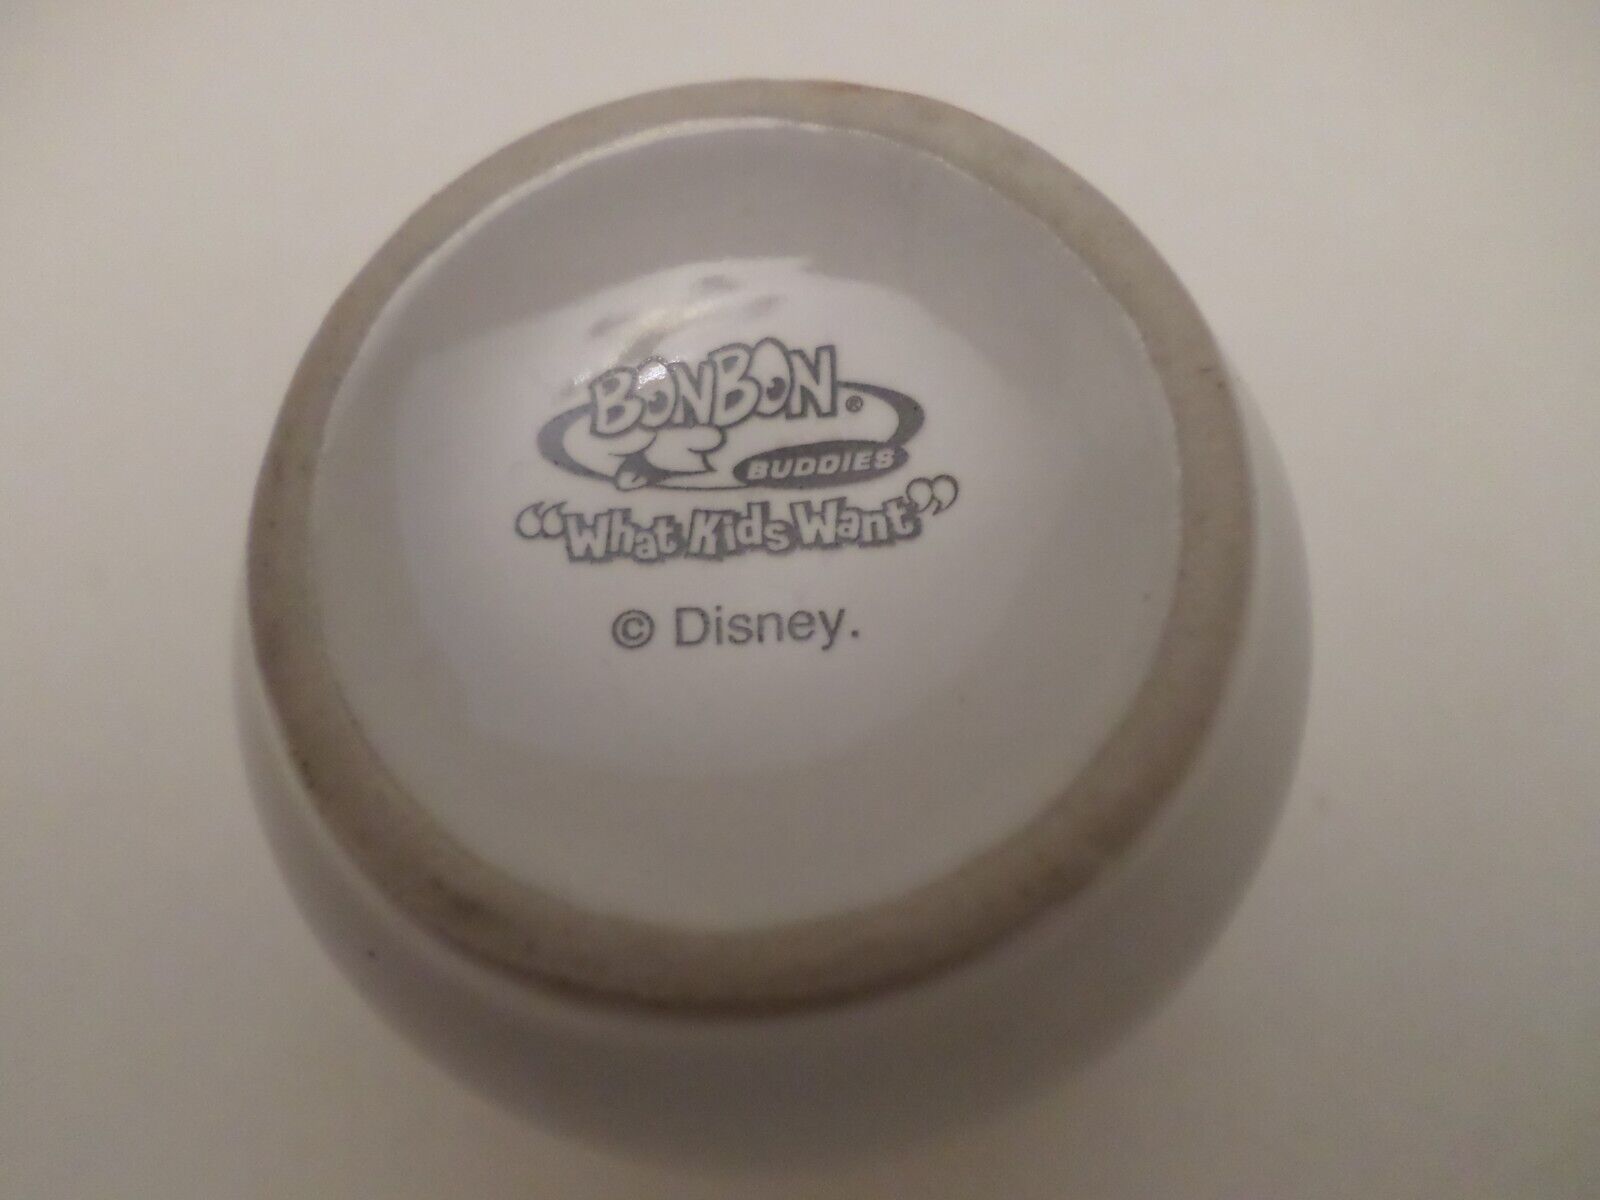 BONBON®
BUDDIES
“What Kids Want”
© Disney.